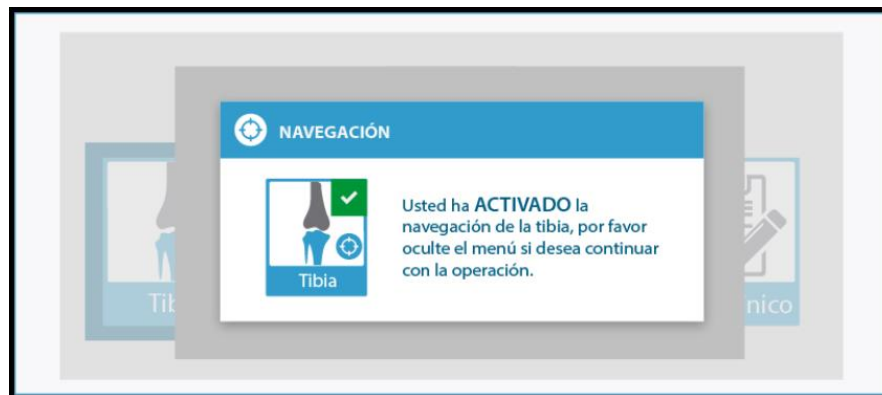 NAVEGACIÓN
Usted ha ACTIVADO la
navegación de la tibia, por favor
oculte el menú si desea continuar
con la operación.
Tibia